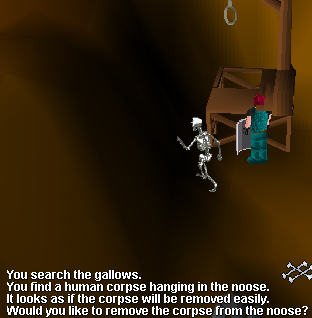 You search the gallows.
You find a human corpse hanging in the noose.
It looks as if the corpse will be removed easily.
Would you like to remove the corpse from the noose?